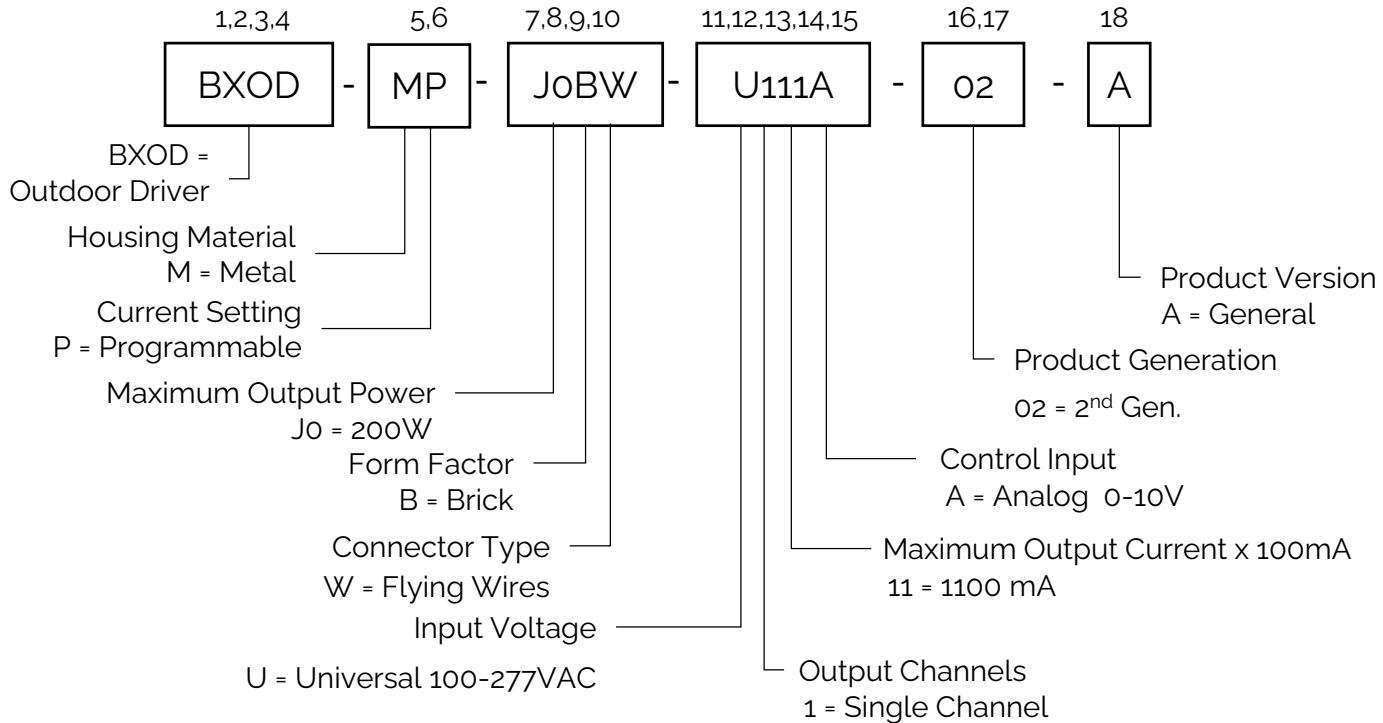 1,2,3,4 5,6 7,8,9,10 11,12,13,14,15 16,17 18
BXOD - MP - J0BW - U111A - 02 - A
BXOD =
Outdoor Driver
Housing Material
M = Metal
Current Setting
P = Programmable
Maximum Output Power
J0 = 200W
Form Factor
B = Brick
Connector Type
W = Flying Wires
Input Voltage
U = Universal 100-277VAC
Product Version
A = General
Product Generation
02 = 2nd Gen.
Control Input
A = Analog 0-10V
Maximum Output Current x 100mA
11 = 1100 mA
Output Channels
1 = Single Channel